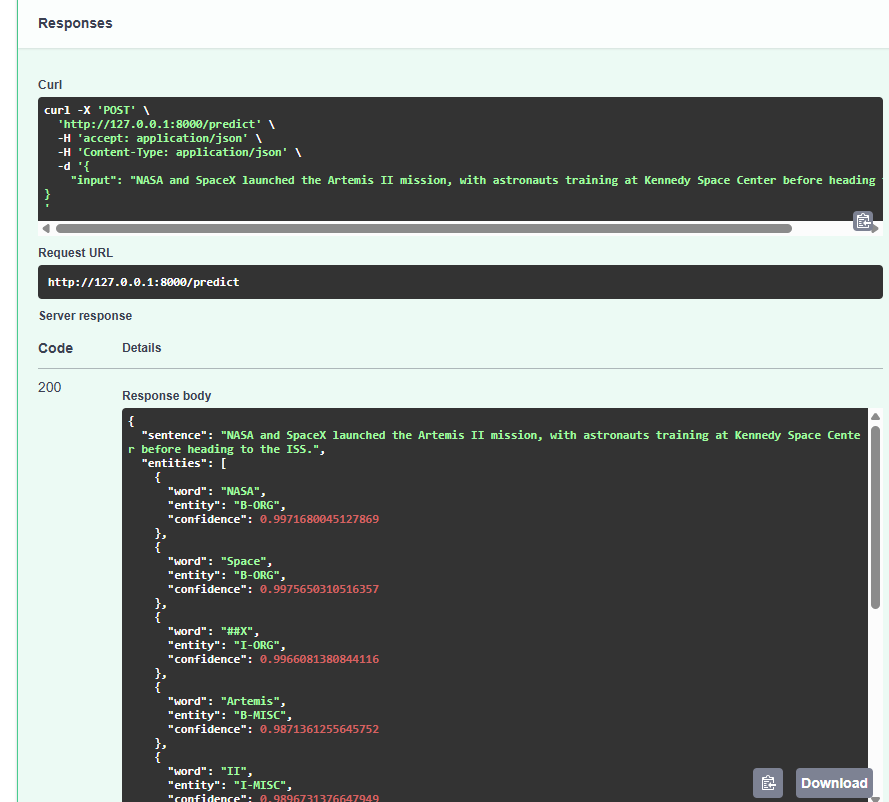 Responses
Curl
curl -X 'POST' \
  'http://127.0.0.1:8000/predict' \
  -H 'accept: application/json' \
  -H 'Content-Type: application/json' \
  -d '{
    "input": "NASA and SpaceX launched the Artemis II mission, with astronauts training at Kennedy Space Center before heading
}
'
Request URL
http://127.0.0.1:8000/predict
Server response
Code Details
200
Response body
{
  "sentence": "NASA and SpaceX launched the Artemis II mission, with astronauts training at Kennedy Space Cente
r before heading to the ISS.",
  "entities": [
    {
      "word": "NASA",
      "entity": "B-ORG",
      "confidence": 0.9971680045127869
    },
    {
      "word": "Space",
      "entity": "B-ORG",
      "confidence": 0.9975650310516357
    },
    {
      "word": "##X",
      "entity": "I-ORG",
      "confidence": 0.9966081380844116
    },
    {
      "word": "Artemis",
      "entity": "B-MISC",
      "confidence": 0.9871361255645752
    },
    {
      "word": "II",
      "entity": "I-MISC",
      "confidence": 0.9896731376647949
Download